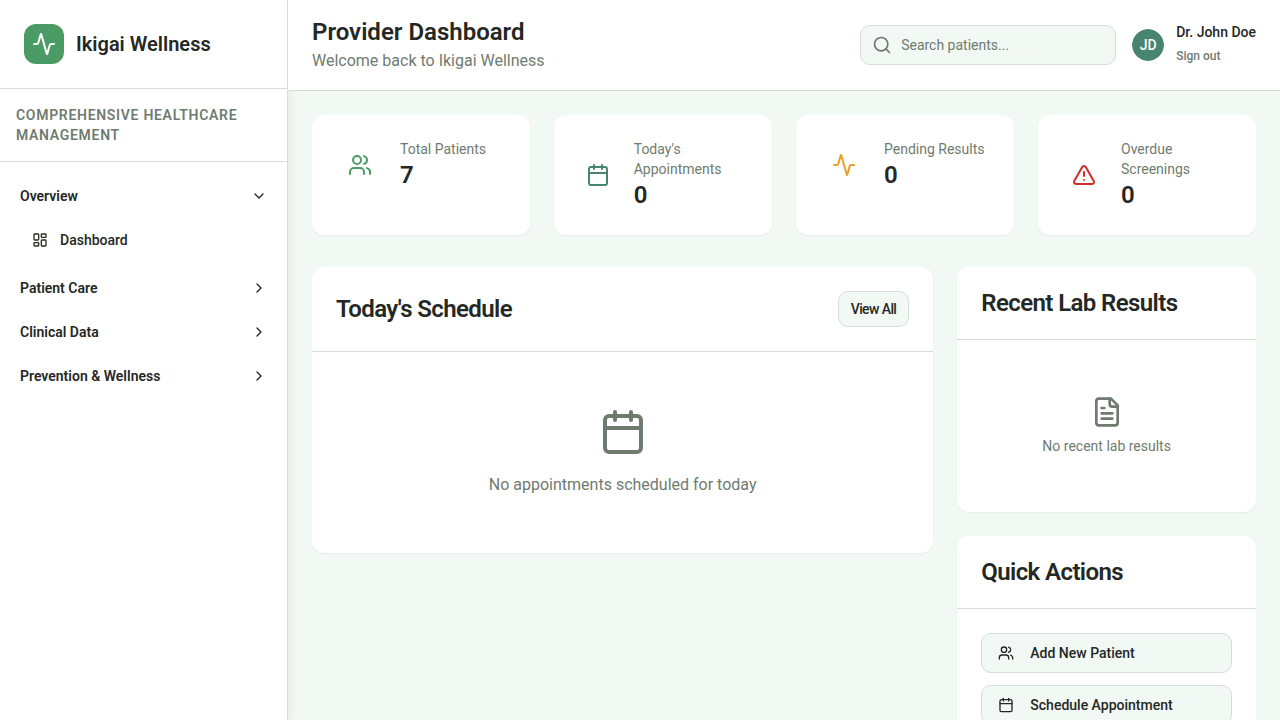 Ikigai Wellness
COMPREHENSIVE HEALTHCARE
MANAGEMENT
Overview
Dashboard
Patient Care
Clinical Data
Prevention & Wellness
Provider Dashboard
Welcome back to Ikigai Wellness
Search patients...
JD
Dr. John Doe
Sign out
Total Patients
7
Today's
Appointments
0
Pending Results
0
Overdue
Screenings
0
Today's Schedule
View All
No appointments scheduled for today
Recent Lab Results
No recent lab results
Quick Actions
Add New Patient
Schedule Appointment